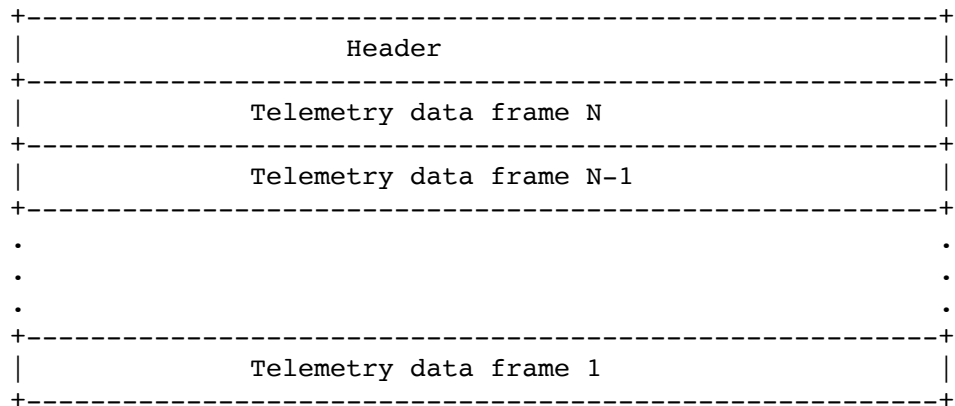 Header
Telemetry data frame N
Telemetry data frame N-1
.
.
.
.
.
.
Telemetry data frame 1